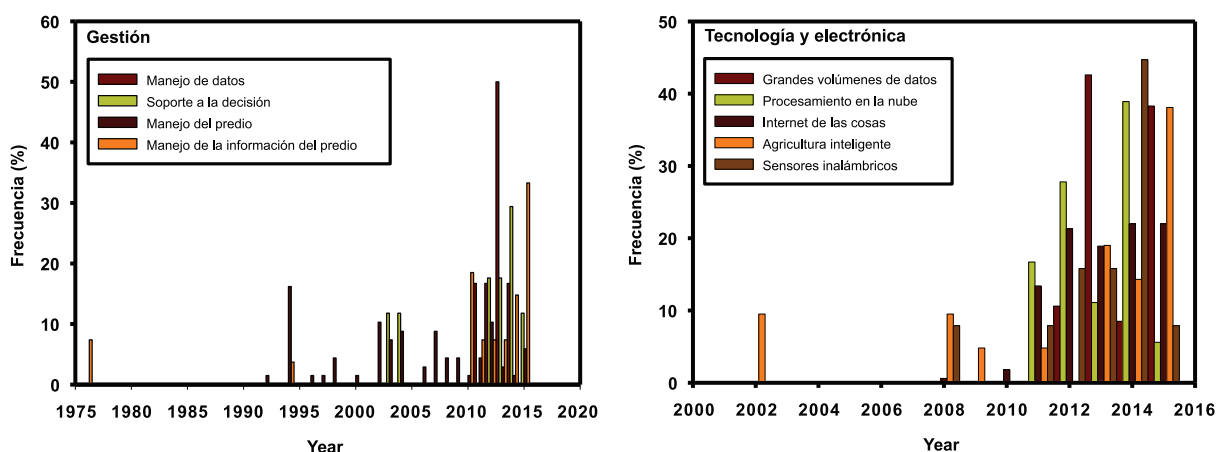 Gestión
Manejo de datos
Soporte a la decisión
Manejo del predio
Manejo de la información del predio
Frecuencia (%)
60
50
40
30
20
10
0
1975 1980 1985 1990 1995 2000 2005 2010 2015 2020
Year
Tecnología y electrónica
Grandes volúmenes de datos
Procesamiento en la nube
Internet de las cosas
Agricultura inteligente
Sensores inalámbricos
Frecuencia (%)
50
40
30
20
10
0
2000 2002 2004 2006 2008 2010 2012 2014 2016
Year